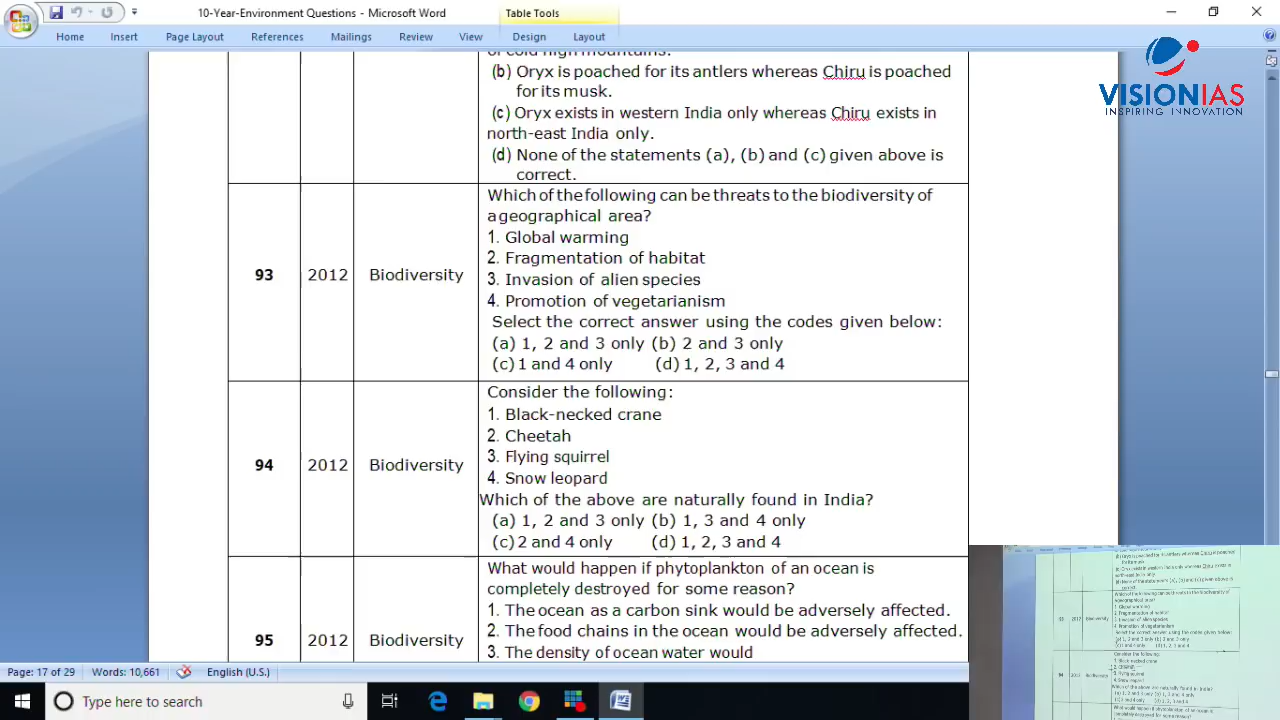 10-Year-Environment Questions - Microsoft Word
Table Tools
Home Insert Page Layout References Mailings Review View Design Layout
VISIONIAS
INSPIRING INNOVATION
of cold high mountains.
(b) Oryx is poached for its antlers whereas Chiru is poached
for its musk.
(c) Oryx exists in western India only whereas Chiru exists in
north-east India only.
(d) None of the statements (a), (b) and (c) given above is
correct.
93 2012 Biodiversity
Which of the following can be threats to the biodiversity of
a geographical area?
1. Global warming
2. Fragmentation of habitat
3. Invasion of alien species
4. Promotion of vegetarianism
Select the correct answer using the codes given below:
(a) 1, 2 and 3 only (b) 2 and 3 only
(c) 1 and 4 only (d) 1, 2, 3 and 4
94 2012 Biodiversity
Consider the following:
1. Black-necked crane
2. Cheetah
3. Flying squirrel
4. Snow leopard
Which of the above are naturally found in India?
(a) 1, 2 and 3 only (b) 1, 3 and 4 only
(c) 2 and 4 only (d) 1, 2, 3 and 4
95 2012 Biodiversity
What would happen if phytoplankton of an ocean is
completely destroyed for some reason?
1. The ocean as a carbon sink would be adversely affected.
2. The food chains in the ocean would be adversely affected.
3. The density of ocean water would
Page: 17 of 29 Words: 10,661 English (U.S.)
Type here to search